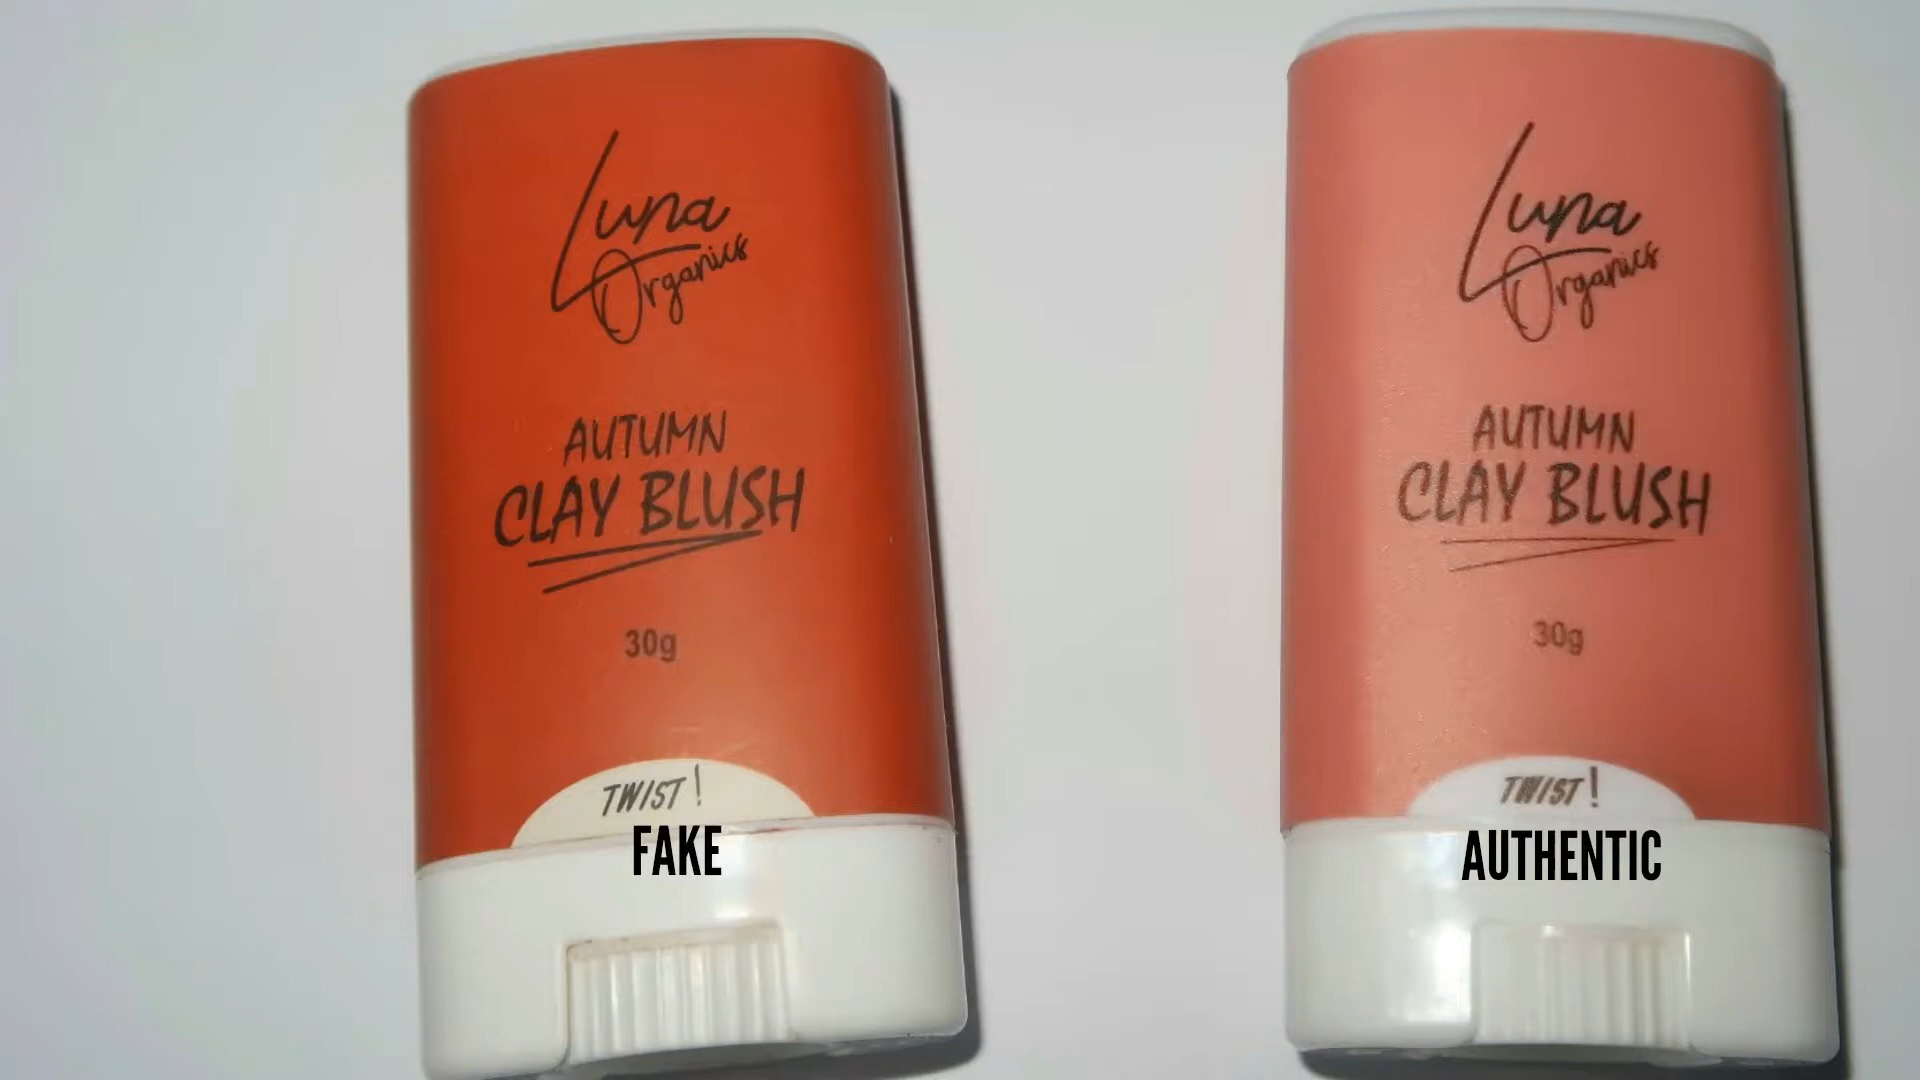 Luna
Organics
AUTUMN
CLAY BLUSH
30g
TWIST!
FAKE
Luna
Organics
AUTUMN
CLAY BLUSH
30g
TWIST!
AUTHENTIC